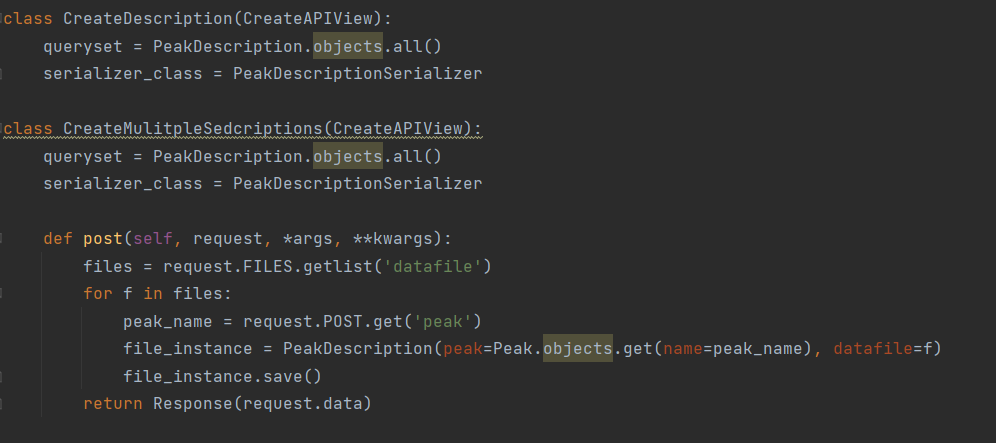 class CreateDescription(CreateAPIView):
    queryset = PeakDescription.objects.all()
    serializer_class = PeakDescriptionSerializer

class CreateMulitpleSedcriptions(CreateAPIView):
    queryset = PeakDescription.objects.all()
    serializer_class = PeakDescriptionSerializer

    def post(self, request, *args, **kwargs):
        files = request.FILES.getlist('datafile')
        for f in files:
            peak_name = request.POST.get('peak')
            file_instance = PeakDescription(peak=Peak.objects.get(name=peak_name), datafile=f)
            file_instance.save()
        return Response(request.data)